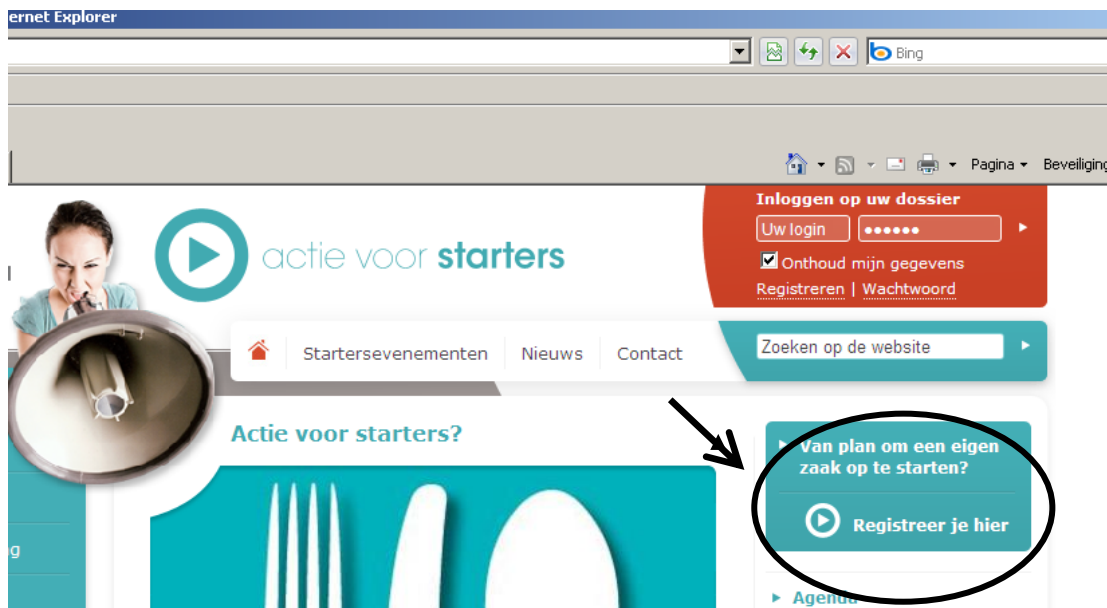 ernet Explorer
Bing
Pagina
Beveiliging
Inloggen op uw dossier
Uw login
Onthoud mijn gegevens
Registreren | Wachtwoord
actie voor starters
Startersevenementen Nieuws Contact
Zoeken op de website
Actie voor starters?
Van plan om een eigen
zaak op te starten?
Registreer je hier
ng
Agenda